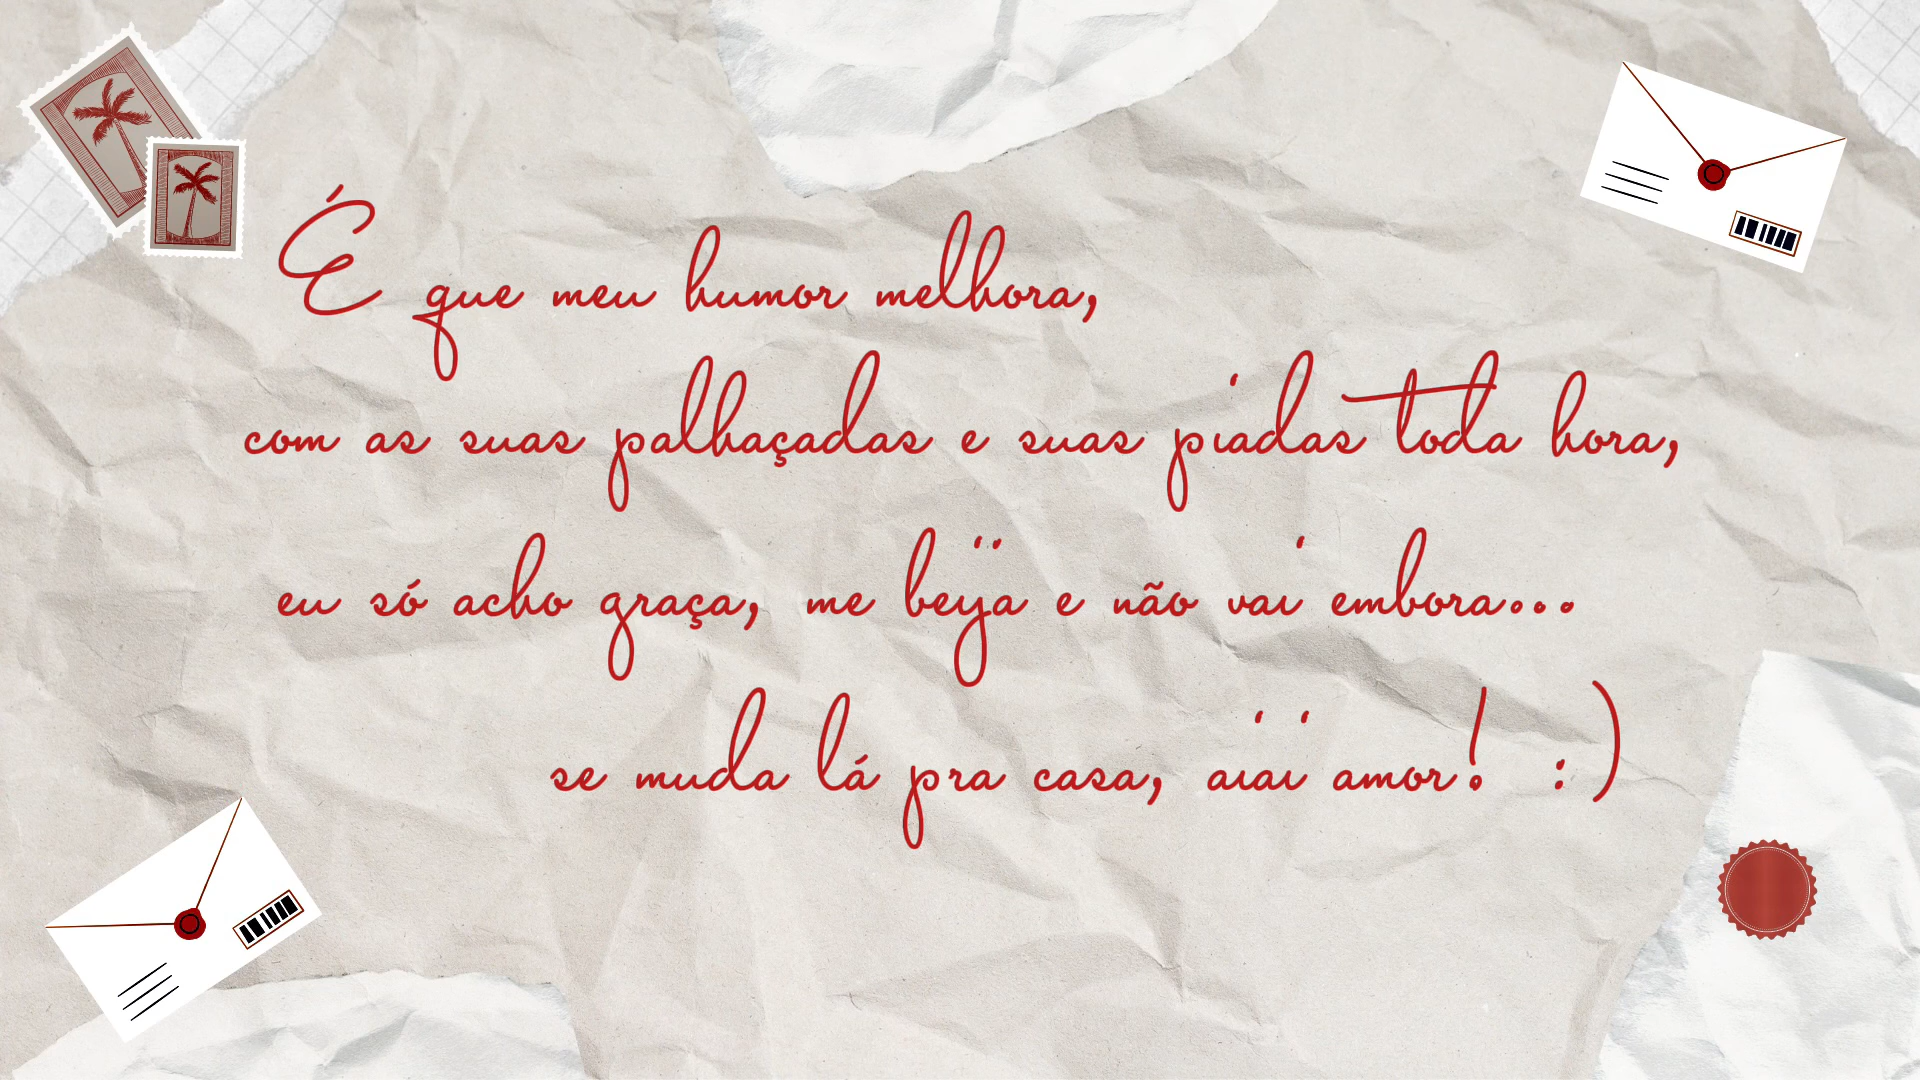 É que meu humor melhora,
com as suas palhaçadas e suas piadas toda hora,
eu só acho graça, me beija e não vai embora...
se muda lá pra casa, aiai amor! :)